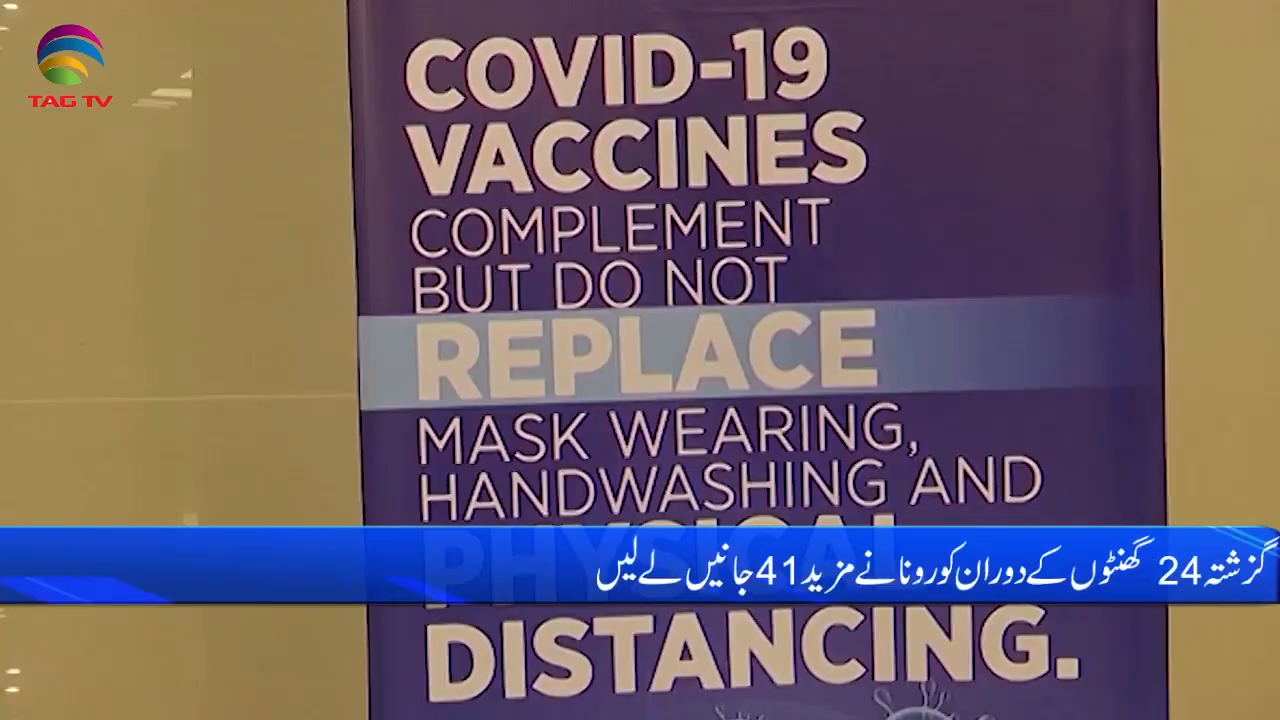 TAG TV
COVID-19
VACCINES
COMPLEMENT
BUT DO NOT
REPLACE
MASK WEARING,
HANDWASHING AND
PHYSICAL
گزشتہ 24 گھنٹوں کے دوران کورونا نے مزید 41 جانیں لے لیں
DISTANCING.